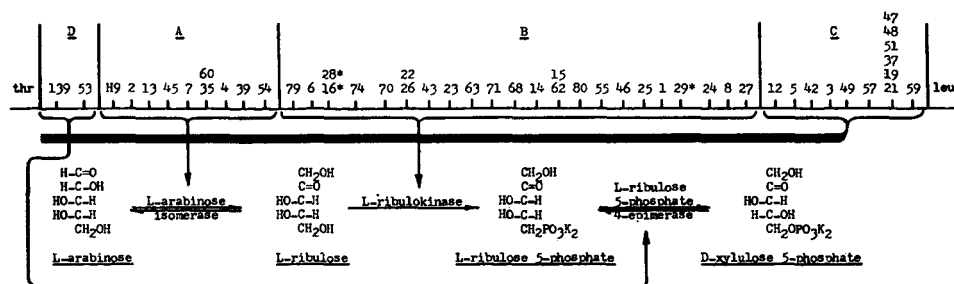 D A B C
47
48
51
37
60 28* 22 15 19
thr 139 53 H9 2 13 45 7 35 4 39 54 79 6 16* 74 70 26 43 23 63 71 68 14 62 80 55 46 25 1 29* 24 8 27 12 5 42 3 49 57 21 59 leu
H-C=O CH2OH CH2OH CH2OH
H-C-OH C=O C=O L-ribulose C=O
HO-C-H L-arabinose HO-C-H L-ribulokinase HO-C-H 5-phosphate HO-C-H
HO-C-H isomerase HO-C-H HO-C-H 4-epimerase H-C-OH
CH2OH CH2OH CH2PO3K2 CH2OPO3K2
L-arabinose L-ribulose L-ribulose 5-phosphate D-xylulose 5-phosphate